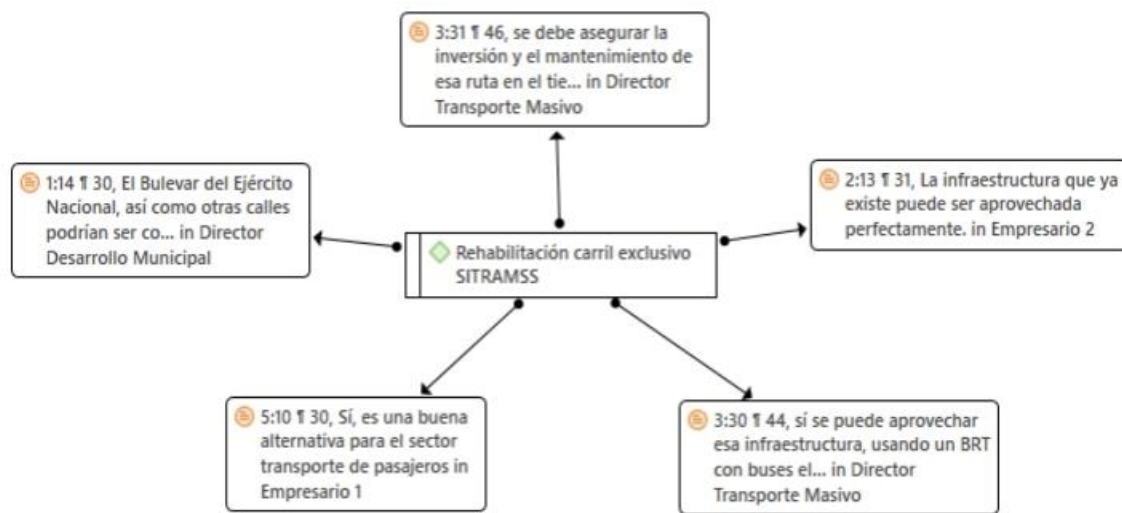 3:31 ¶ 46, se debe asegurar la
inversión y el mantenimiento de
esa ruta en el tie... in Director
Transporte Masivo
1:14 ¶ 30, El Bulevar del Ejército
Nacional, así como otras calles
podrían ser co... in Director
Desarrollo Municipal
2:13 ¶ 31, La infraestructura que ya
existe puede ser aprovechada
perfectamente. in Empresario 2
Rehabilitación carril exclusivo
SITRAMSS
5:10 ¶ 30, Sí, es una buena
alternativa para el sector
transporte de pasajeros in
Empresario 1
3:30 ¶ 44, sí se puede aprovechar
esa infraestructura, usando un BRT
con buses el... in Director
Transporte Masivo